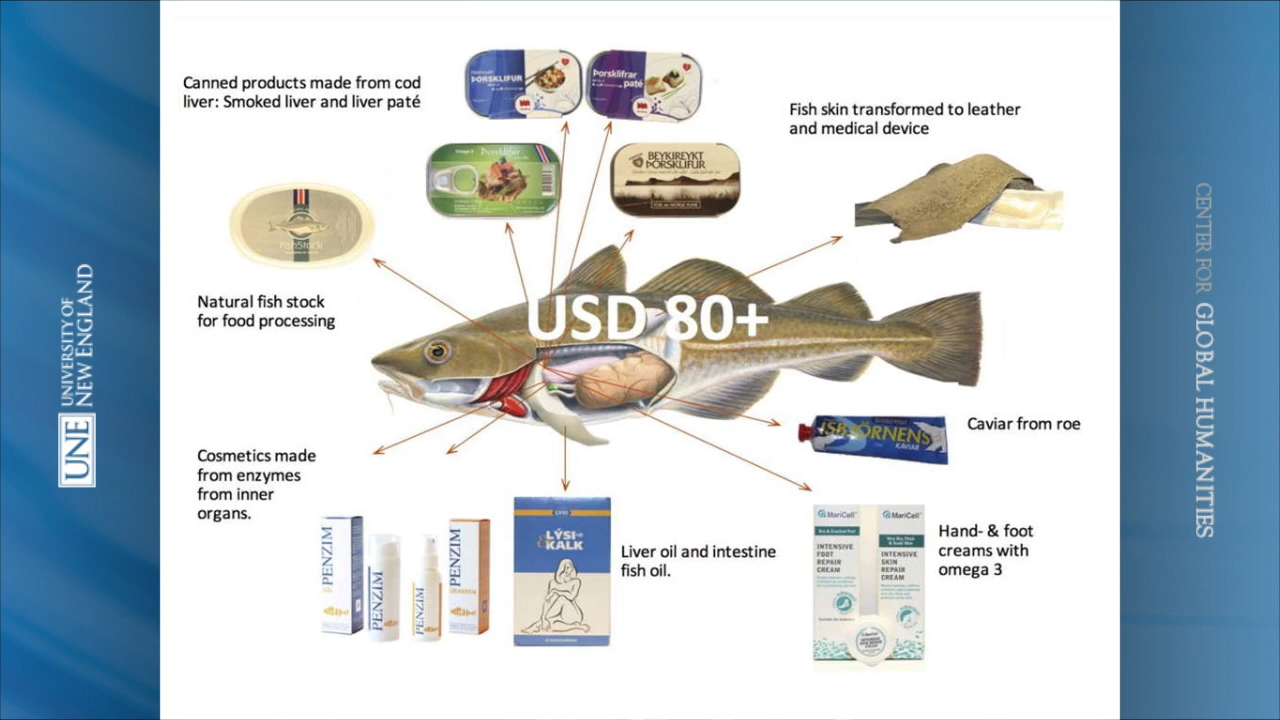 UNE
UNIVERSITY OF
NEW ENGLAND
Canned products made from cod
liver: Smoked liver and liver paté
ÞORSKLIFUR
Þorsklifrar
paté
Fish skin transformed to leather
and medical device
Þorsklifur
BEYKIREYKT
ÞORSKLIFUR
FishStock
Natural fish stock
for food processing
USD 80+
Caviar from roe
KAVIAR
Cosmetics made
from enzymes
from inner
organs.
PENZIM
PENZIM
PENZIM
PENZIM
LÝSI
& KALK
Liver oil and intestine
fish oil.
MariCell
INTENSIVE
FOOT
REPAIR
CREAM
MariCell
INTENSIVE
SKIN
REPAIR
CREAM
Hand- & foot
creams with
omega 3
CENTER FOR GLOBAL HUMANITIES